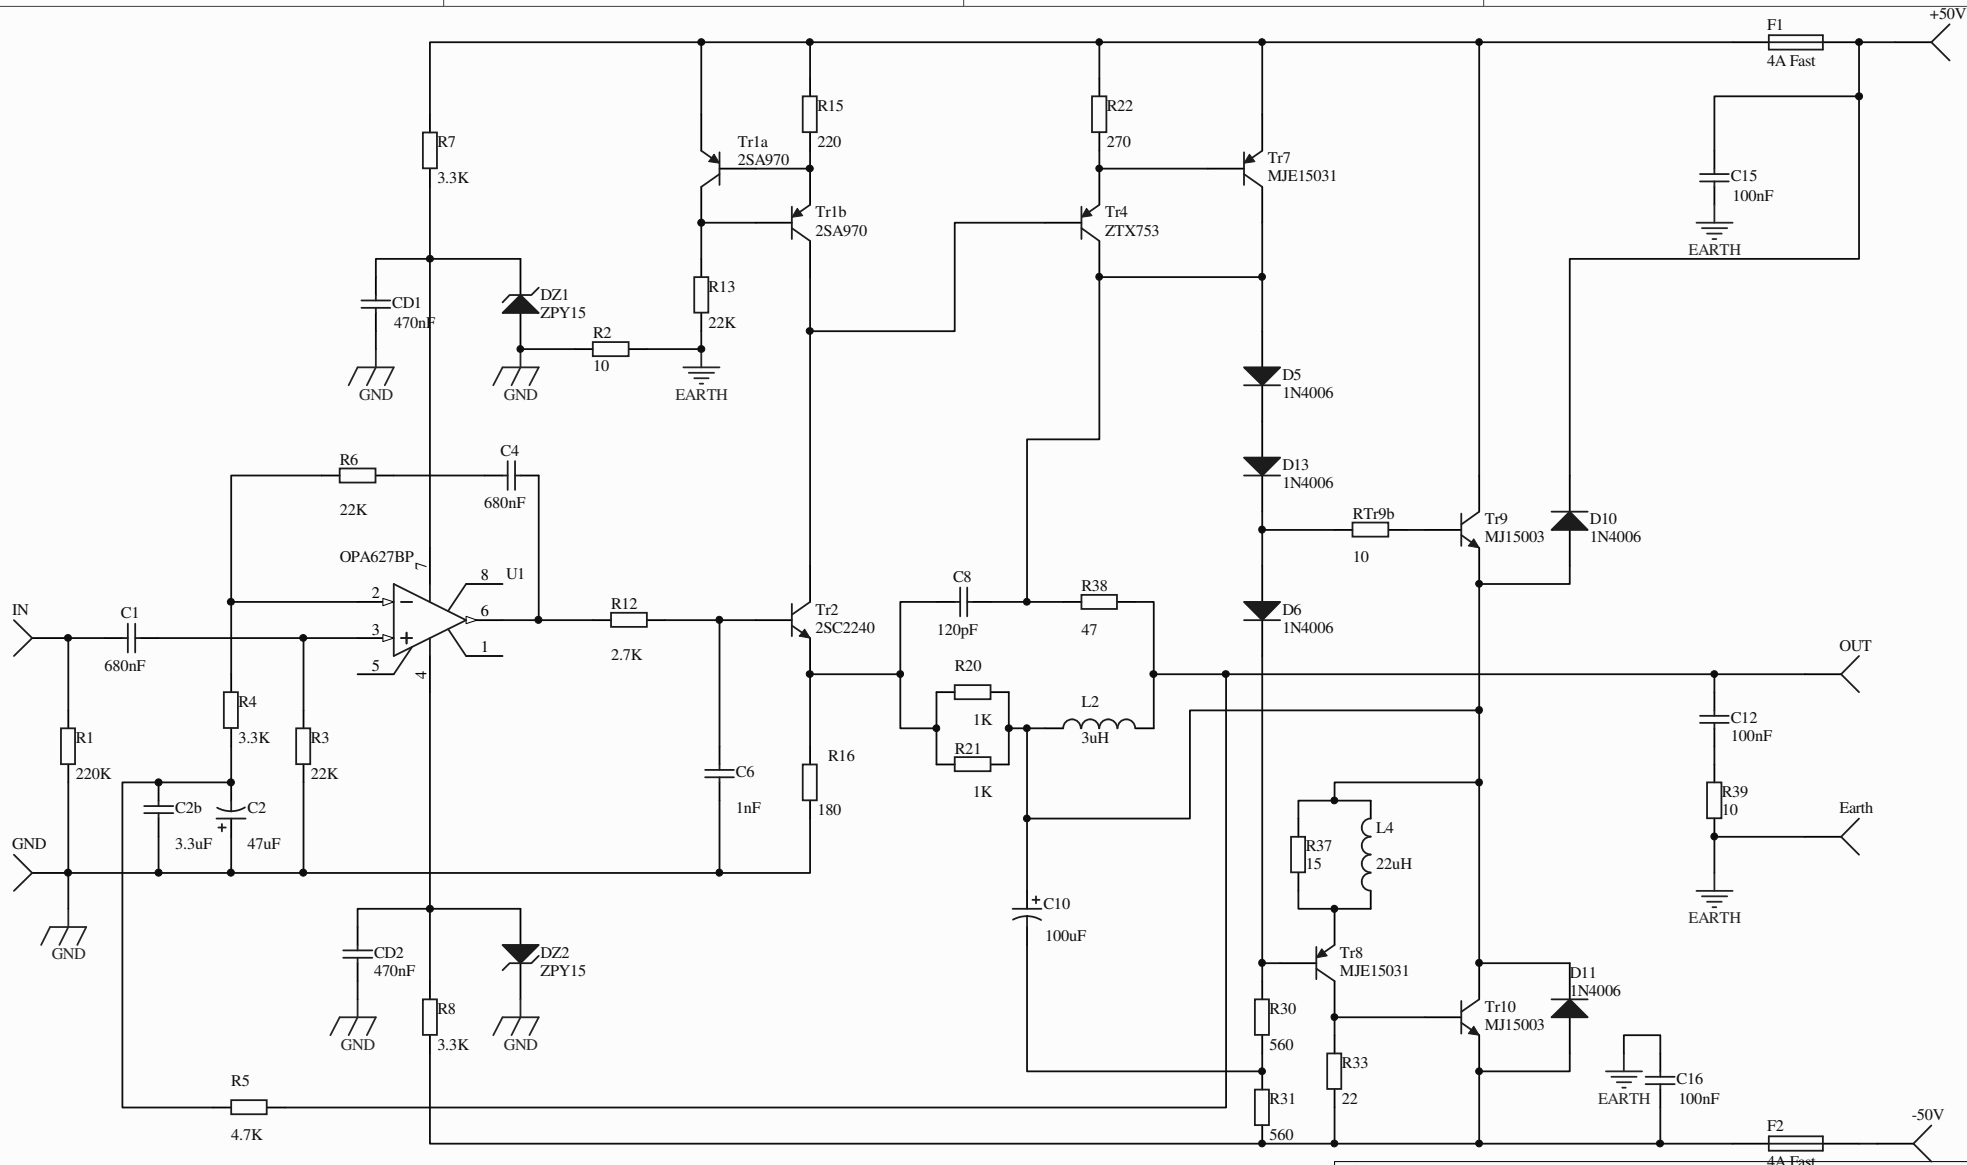 +50V
F1
4A Fast
R15
220
R22
270
R7
3.3K
Tr1a
2SA970
Tr7
MJE15031
C15
100nF
EARTH
Tr1b
2SA970
Tr4
ZTX753
CD1
470nF
DZ1
ZPY15
R13
22K
R2
10
GND
GND
EARTH
D5
1N4006
D13
1N4006
R6
22K
C4
680nF
RTr9b
10
Tr9
MJ15003
D10
1N4006
OPA627BP
7
8
U1
2
6
3
1
5
4
IN
C1
680nF
R12
2.7K
Tr2
2SC2240
C8
120pF
R38
47
D6
1N4006
OUT
R20
1K
L2
3uH
R21
1K
R4
3.3K
R1
220K
R3
22K
C6
1nF
R16
180
C12
100nF
R39
10
Earth
C2b
3.3uF
C2
+
47uF
GND
R37
15
L4
22uH
+
C10
100uF
EARTH
GND
CD2
470nF
DZ2
ZPY15
Tr8
MJE15031
D11
1N4006
Tr10
MJ15003
R8
3.3K
GND
GND
R30
560
R33
22
EARTH
C16
100nF
R5
4.7K
R31
560
-50V
F2
4A Fast